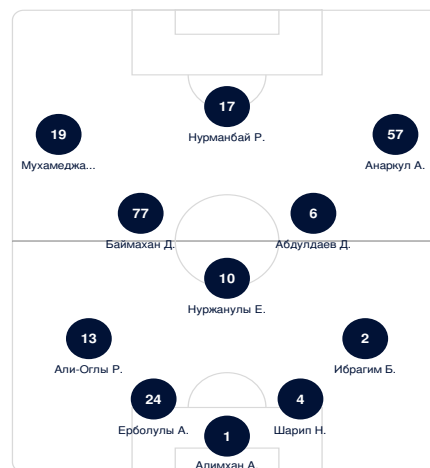 17
Нурманбай Р.
19
Мухамеджа...
57
Анаркул А.
77
Баймахан Д.
6
Абдулдаев Д.
10
Нуржанулы Е.
13
Али-Оглы Р.
2
Ибрагим Б.
24
Ерболулы А.
4
Шарип Н.
1
Алимхан А.